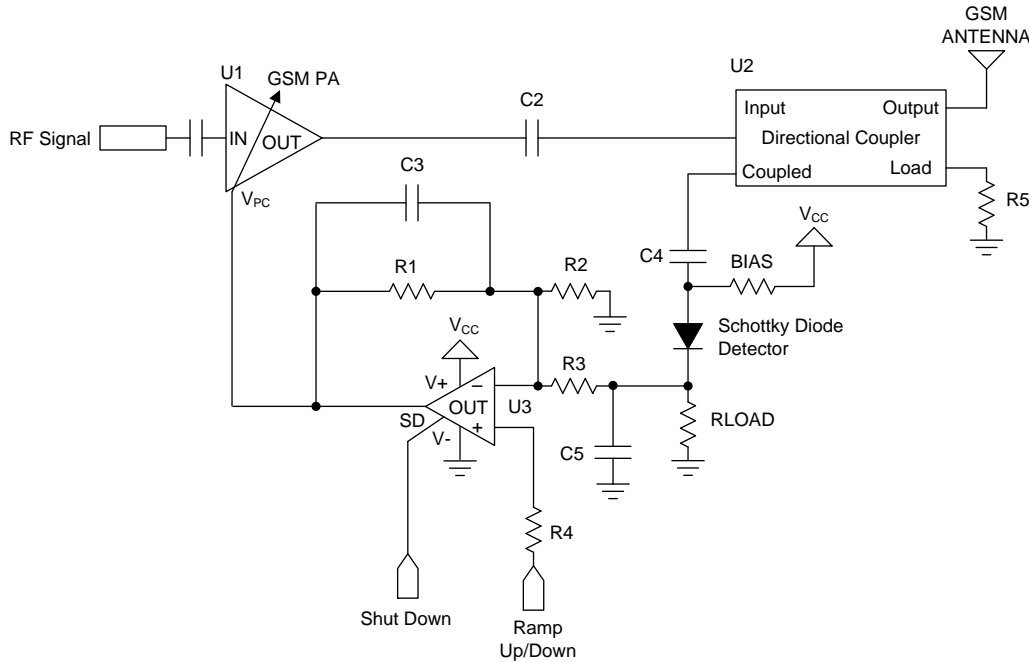 GSM
ANTENNA
U1
GSM PA
U2
C2
Input
Output
Directional Coupler
RF Signal
IN
OUT
Coupled
Load
C3
V_PC
R5
V_CC
C4
BIAS
R1
R2
Schottky Diode
Detector
V_CC
V+
−
R3
OUT
U3
SD
V-
+
RLOAD
C5
R4
Shut Down
Ramp
Up/Down